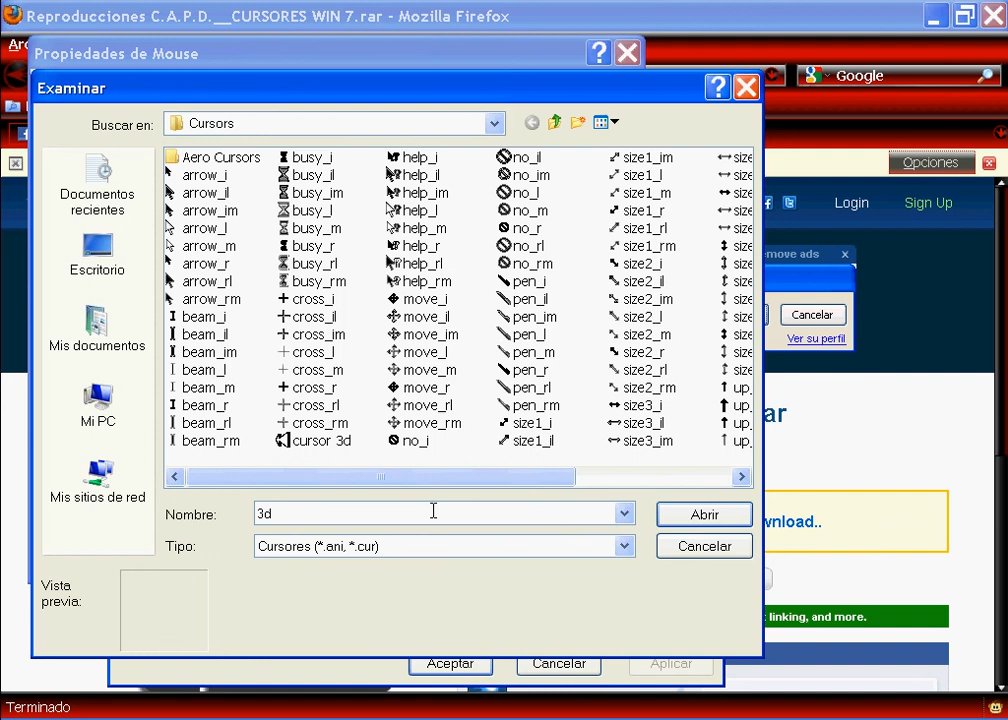 Reproducciones C.A.P.D.__CURSORES WIN 7.rar - Mozilla Firefox
Propiedades de Mouse
Google
Examinar
Buscar en:
Cursors
Documentos recientes
Escritorio
Mis documentos
Mi PC
Mis sitios de red
Aero Cursors
arrow_i
arrow_il
arrow_im
arrow_l
arrow_m
arrow_r
arrow_rl
arrow_rm
beam_i
beam_il
beam_im
beam_l
beam_m
beam_r
beam_rl
beam_rm
busy_i
busy_il
busy_im
busy_l
busy_m
busy_r
busy_rl
busy_rm
cross_i
cross_il
cross_im
cross_l
cross_m
cross_r
cross_rl
cross_rm
cursor 3d
help_i
help_il
help_im
help_l
help_m
help_r
help_rl
help_rm
move_i
move_il
move_im
move_l
move_m
move_r
move_rl
move_rm
no_i
no_il
no_im
no_l
no_m
no_r
no_rl
no_rm
pen_i
pen_il
pen_im
pen_l
pen_r
pen_rl
pen_rm
size1_i
size1_il
size1_im
size1_l
size1_m
size1_r
size1_rl
size1_rm
size2_i
size2_il
size2_im
size2_l
size2_m
size2_r
size2_rl
size2_rm
size3_i
size3_il
size3_im
Nombre:
3d
Abrir
Tipo:
Cursores (*.ani, *.cur)
Cancelar
Vista previa:
Opciones
Login
Sign Up
Cancelar
Ver su perfil
linking, and more.
Aceptar
Cancelar
Aplicar
Terminado